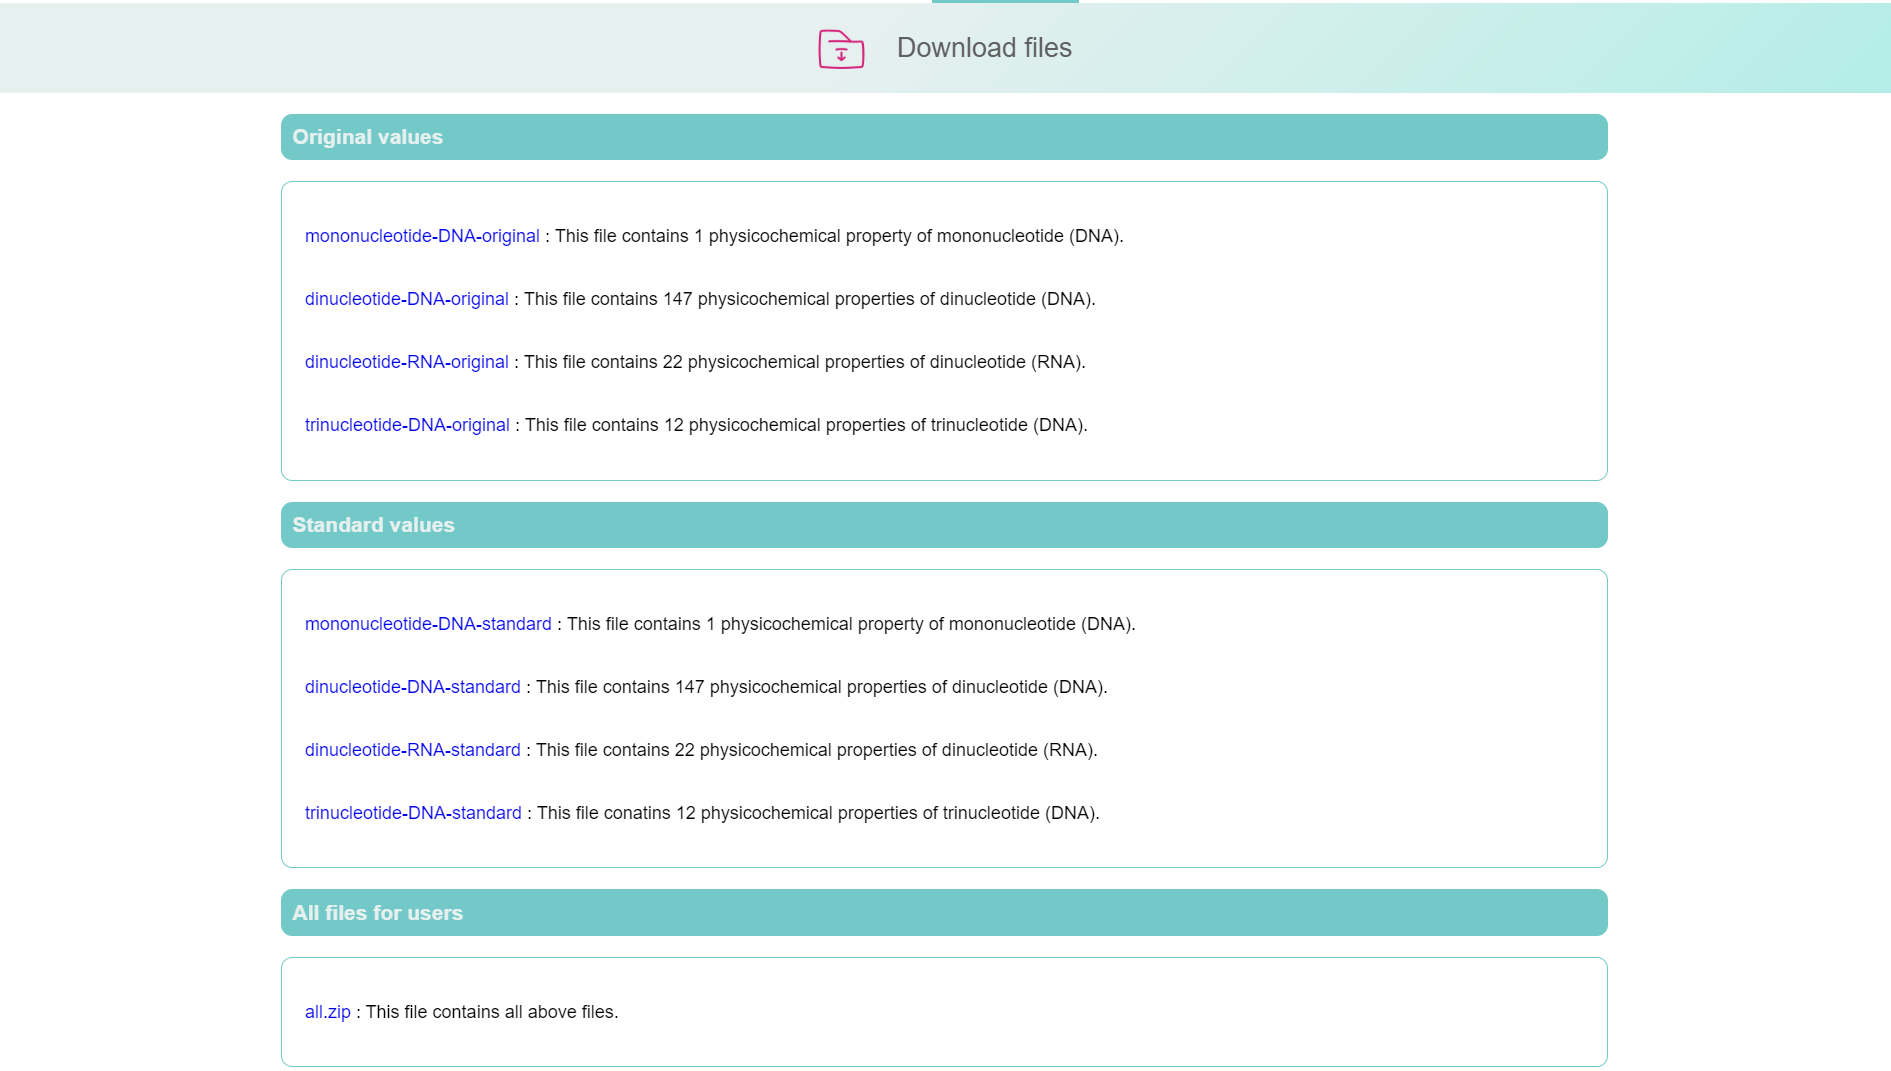 Download files
Original values
mononucleotide-DNA-original : This file contains 1 physicochemical property of mononucleotide (DNA).
dinucleotide-DNA-original : This file contains 147 physicochemical properties of dinucleotide (DNA).
dinucleotide-RNA-original : This file contains 22 physicochemical properties of dinucleotide (RNA).
trinucleotide-DNA-original : This file contains 12 physicochemical properties of trinucleotide (DNA).
Standard values
mononucleotide-DNA-standard : This file contains 1 physicochemical property of mononucleotide (DNA).
dinucleotide-DNA-standard : This file contains 147 physicochemical properties of dinucleotide (DNA).
dinucleotide-RNA-standard : This file contains 22 physicochemical properties of dinucleotide (RNA).
trinucleotide-DNA-standard : This file conatins 12 physicochemical properties of trinucleotide (DNA).
All files for users
all.zip : This file contains all above files.